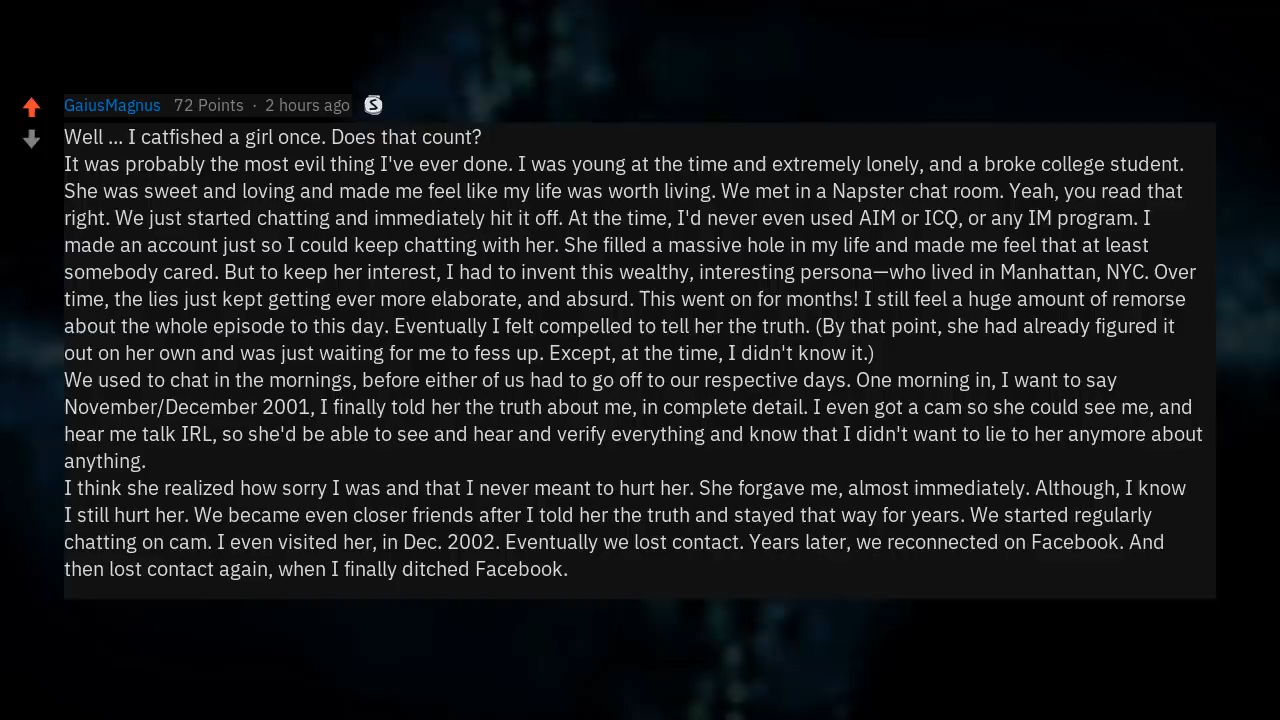 GaiusMagnus 72 Points · 2 hours ago S
Well ... I catfished a girl once. Does that count?
It was probably the most evil thing I've ever done. I was young at the time and extremely lonely, and a broke college student.
She was sweet and loving and made me feel like my life was worth living. We met in a Napster chat room. Yeah, you read that
right. We just started chatting and immediately hit it off. At the time, I'd never even used AIM or ICQ, or any IM program. I
made an account just so I could keep chatting with her. She filled a massive hole in my life and made me feel that at least
somebody cared. But to keep her interest, I had to invent this wealthy, interesting persona—who lived in Manhattan, NYC. Over
time, the lies just kept getting ever more elaborate, and absurd. This went on for months! I still feel a huge amount of remorse
about the whole episode to this day. Eventually I felt compelled to tell her the truth. (By that point, she had already figured it
out on her own and was just waiting for me to fess up. Except, at the time, I didn't know it.)
We used to chat in the mornings, before either of us had to go off to our respective days. One morning in, I want to say
November/December 2001, I finally told her the truth about me, in complete detail. I even got a cam so she could see me, and
hear me talk IRL, so she'd be able to see and hear and verify everything and know that I didn't want to lie to her anymore about
anything.
I think she realized how sorry I was and that I never meant to hurt her. She forgave me, almost immediately. Although, I know
I still hurt her. We became even closer friends after I told her the truth and stayed that way for years. We started regularly
chatting on cam. I even visited her, in Dec. 2002. Eventually we lost contact. Years later, we reconnected on Facebook. And
then lost contact again, when I finally ditched Facebook.